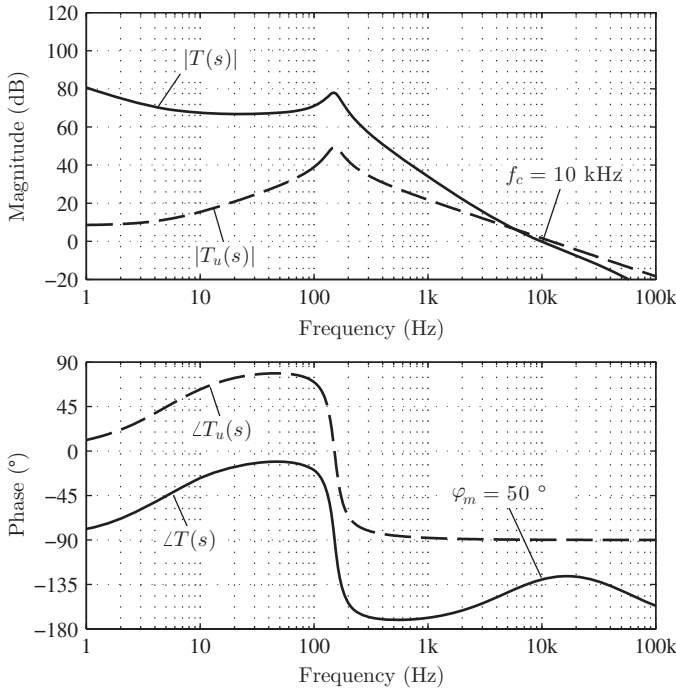 120
100
80
60
40
20
0
−20
Magnitude (dB)
|T(s)|
|T_u(s)|
f_c = 10 kHz
1
10
100
1k
10k
100k
Frequency (Hz)
90
45
0
−45
−90
−135
−180
Phase (°)
∠T_u(s)
∠T(s)
φ_m = 50 °
1
10
100
1k
10k
100k
Frequency (Hz)